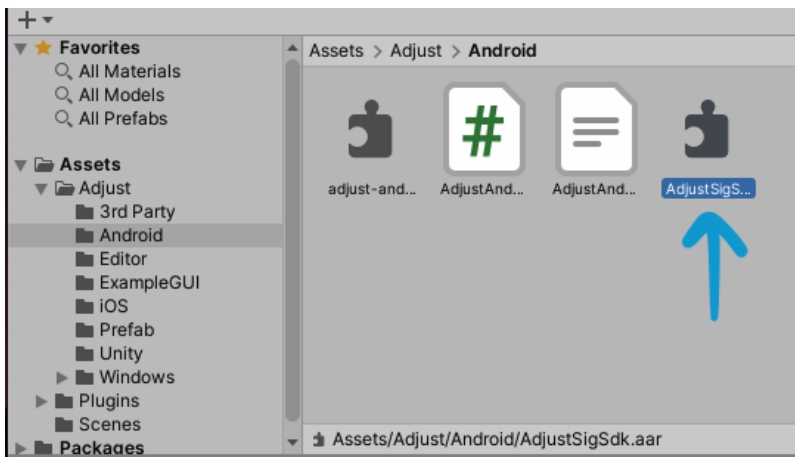 Favorites
All Materials
All Models
All Prefabs
Assets
Adjust
3rd Party
Android
Editor
ExampleGUI
iOS
Prefab
Unity
Windows
Plugins
Scenes
Packages
Assets > Adjust > Android
adjust-and...
AdjustAnd...
AdjustAnd...
AdjustSigS...
Assets/Adjust/Android/AdjustSigSdk.aar